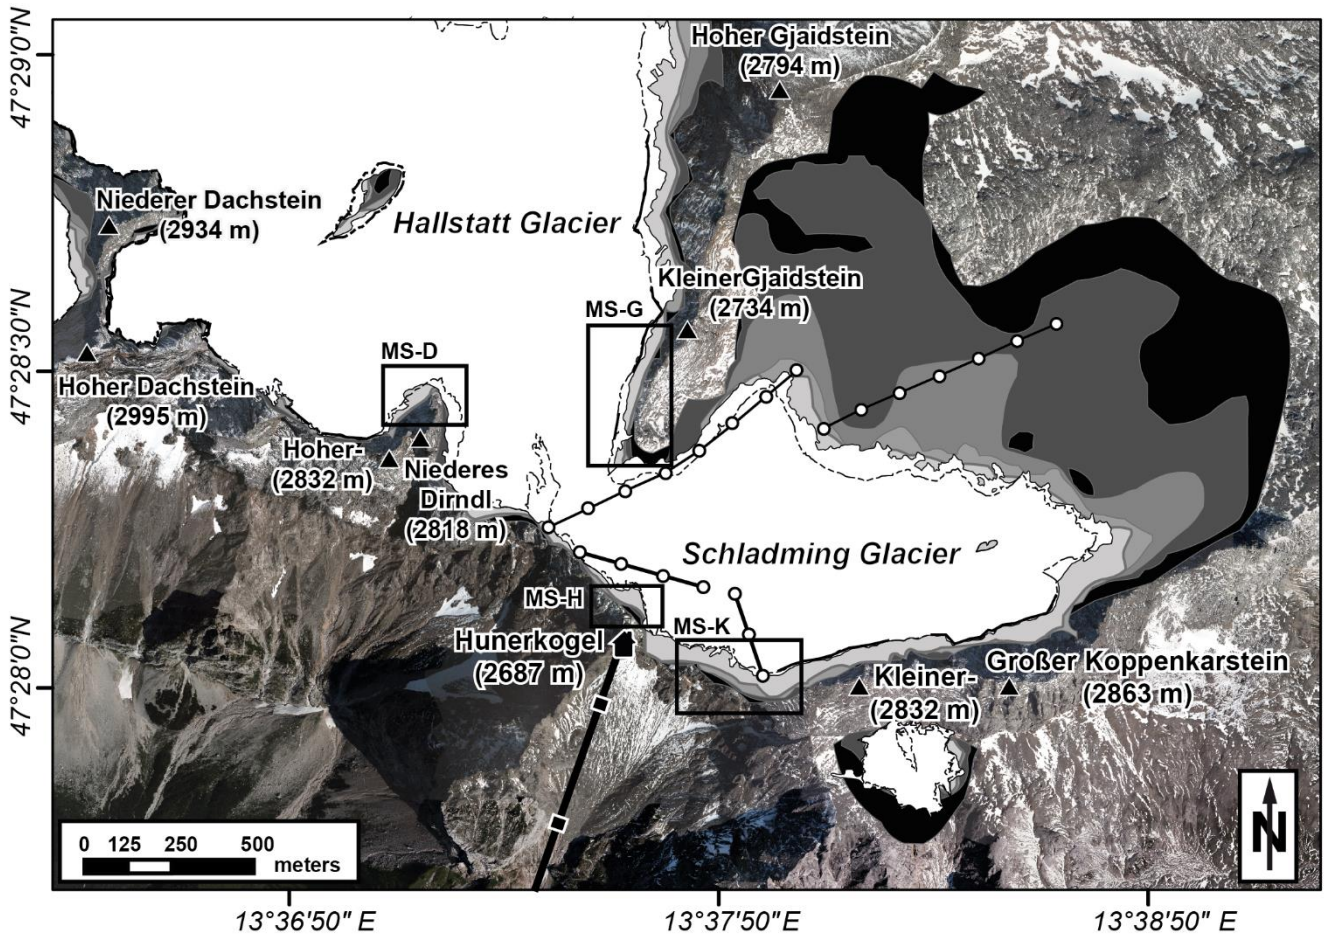 47°29'0"N
47°28'30"N
47°28'0"N
Hoher Gjaidstein
(2794 m)
Niederer Dachstein
(2934 m)
Hallstatt Glacier
KleinerGjaidstein
(2734 m)
MS-G
MS-D
Hoher Dachstein
(2995 m)
Hoher-
(2832 m)
Niederes
Dirndl
(2818 m)
Schladming Glacier
MS-H
MS-K
Hunerkogel
(2687 m)
Kleiner-
(2832 m)
Großer Koppenkarstein
(2863 m)
0 125 250 500
meters
N
13°36'50" E
13°37'50" E
13°38'50" E